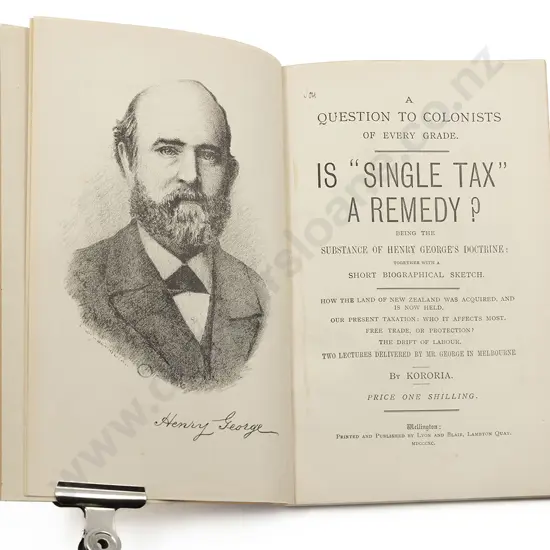 Henry George
A
QUESTION TO COLONISTS
OF EVERY GRADE.
IS "SINGLE TAX"
A REMEDY?
BEING THE
SUBSTANCE OF HENRY GEORGE'S DOCTRINE:
TOGETHER WITH A
SHORT BIOGRAPHICAL SKETCH.
HOW THE LAND OF NEW ZEALAND WAS ACQUIRED, AND
IS NOW HELD.
OUR PRESENT TAXATION: WHO IT AFFECTS MOST.
FREE TRADE, OR PROTECTION?
THE DRIFT OF LABOUR.
TWO LECTURES DELIVERED BY MR. GEORGE IN MELBOURNE
BY KORORIA.
PRICE ONE SHILLING.
Wellington:
PRINTED AND PUBLISHED BY LYON AND BLAIR, LAMBTON QUAY.
MDCCCXC.